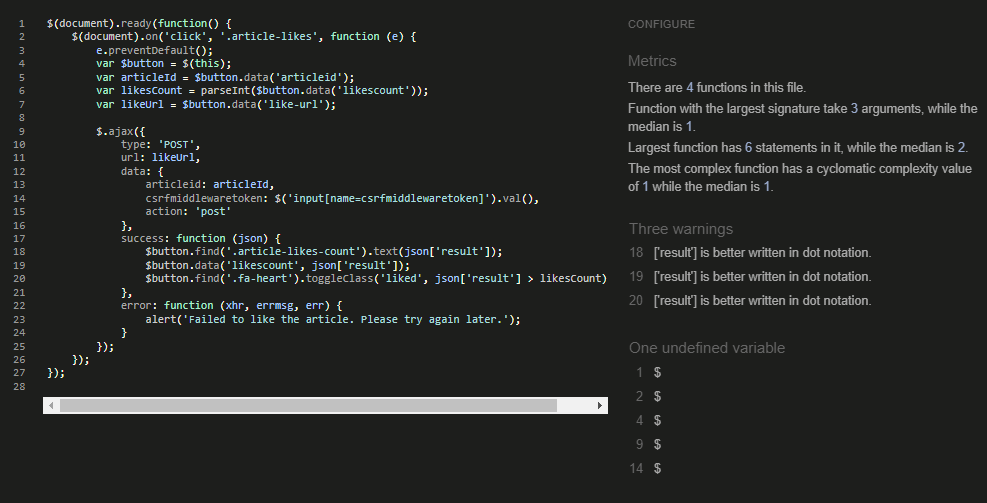 1 $(document).ready(function() {
2 $(document).on('click', '.article-likes', function (e) {
3 e.preventDefault();
4 var $button = $(this);
5 var articleId = $button.data('articleid');
6 var likesCount = parseInt($button.data('likescount'));
7 var likeUrl = $button.data('like-url');
8
9 $.ajax({
10 type: 'POST',
11 url: likeUrl,
12 data: {
13 articleid: articleId,
14 csrfmiddlewaretoken: $('input[name=csrfmiddlewaretoken]').val(),
15 action: 'post'
16 },
17 success: function (json) {
18 $button.find('.article-likes-count').text(json['result']);
19 $button.data('likescount', json['result']);
20 $button.find('.fa-heart').toggleClass('liked', json['result'] > likesCount)
21 },
22 error: function (xhr, errmsg, err) {
23 alert('Failed to like the article. Please try again later.');
24 }
25 });
26 });
27 });
28
CONFIGURE
Metrics
There are 4 functions in this file.
Function with the largest signature take 3 arguments, while the
median is 1.
Largest function has 6 statements in it, while the median is 2.
The most complex function has a cyclomatic complexity value
of 1 while the median is 1.
Three warnings
18 ['result'] is better written in dot notation.
19 ['result'] is better written in dot notation.
20 ['result'] is better written in dot notation.
One undefined variable
1 $
2 $
4 $
9 $
14 $